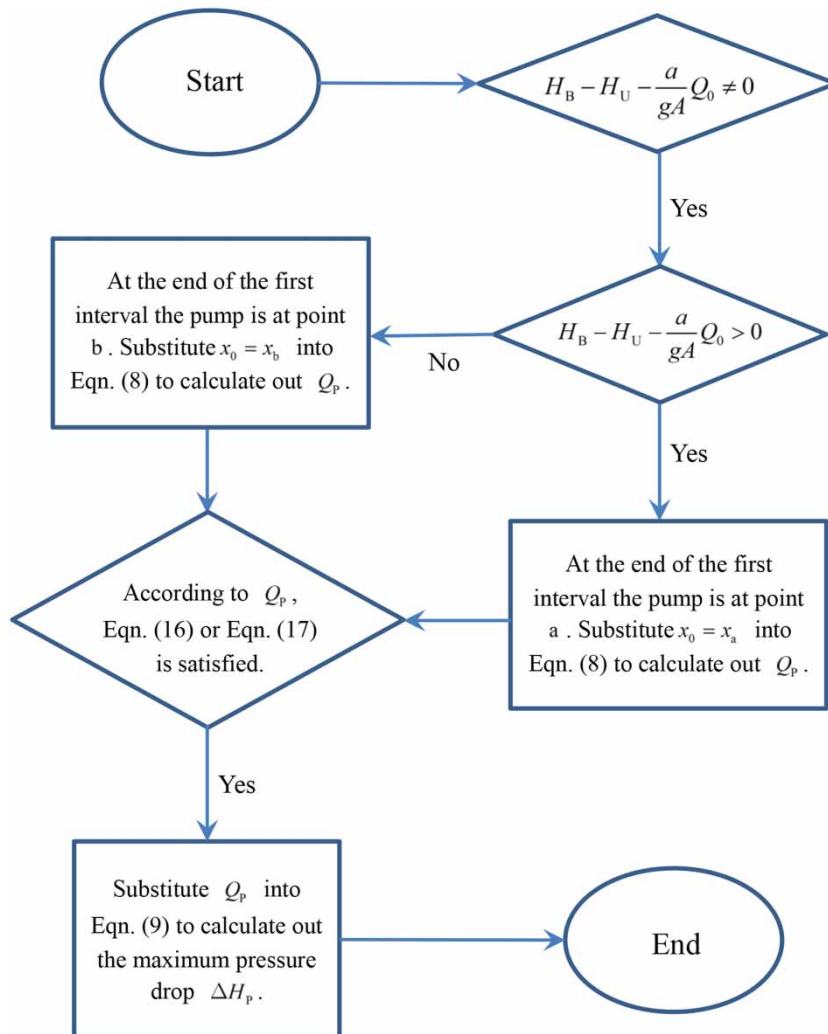 Start
H_B − H_U − a/gA Q_0 ≠ 0
Yes
H_B − H_U − a/gA Q_0 > 0
No
At the end of the first
interval the pump is at point
b . Substitute x_0 = x_b into
Eqn. (8) to calculate out Q_P .
Yes
At the end of the first
interval the pump is at point
a . Substitute x_0 = x_a into
Eqn. (8) to calculate out Q_P .
According to Q_P ,
Eqn. (16) or Eqn. (17)
is satisfied.
Yes
Substitute Q_P into
Eqn. (9) to calculate out
the maximum pressure
drop ΔH_P .
End